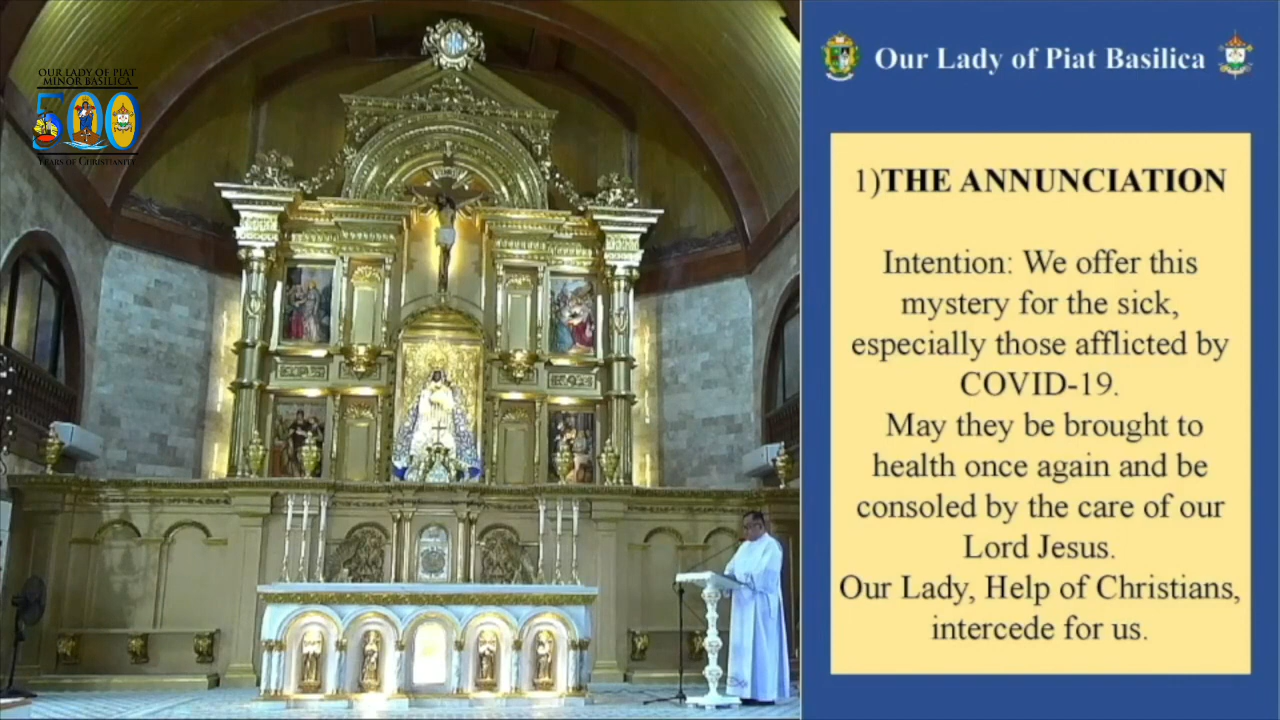 OUR LADY OF PIAT
MINOR BASILICA
500
YEARS OF CHRISTIANITY
Our Lady of Piat Basilica
1)THE ANNUNCIATION
Intention: We offer this
mystery for the sick,
especially those afflicted by
COVID-19.
May they be brought to
health once again and be
consoled by the care of our
Lord Jesus.
Our Lady, Help of Christians,
intercede for us.